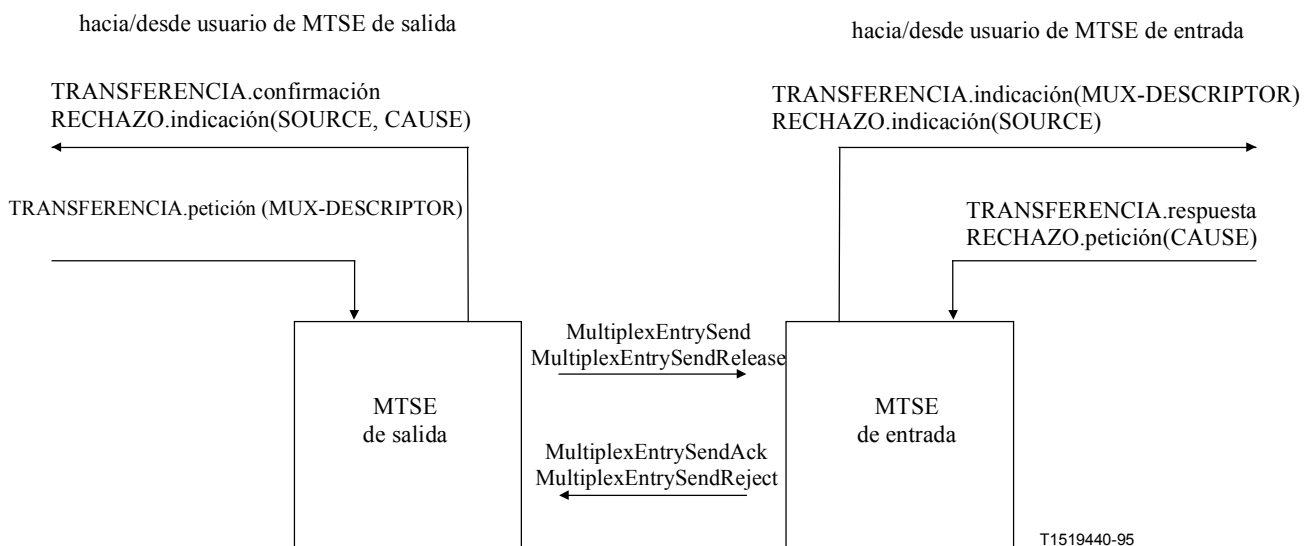 hacia/desde usuario de MTSE de salida
hacia/desde usuario de MTSE de entrada
TRANSFERENCIA.confirmación
RECHAZO.indicación(SOURCE, CAUSE)
TRANSFERENCIA.indicación(MUX-DESCRIPTOR)
RECHAZO.indicación(SOURCE)
TRANSFERENCIA.petición (MUX-DESCRIPTOR)
TRANSFERENCIA.respuesta
RECHAZO.petición(CAUSE)
MultiplexEntrySend
MultiplexEntrySendRelease
MTSE
de salida
MTSE
de entrada
MultiplexEntrySendAck
MultiplexEntrySendReject
T1519440-95